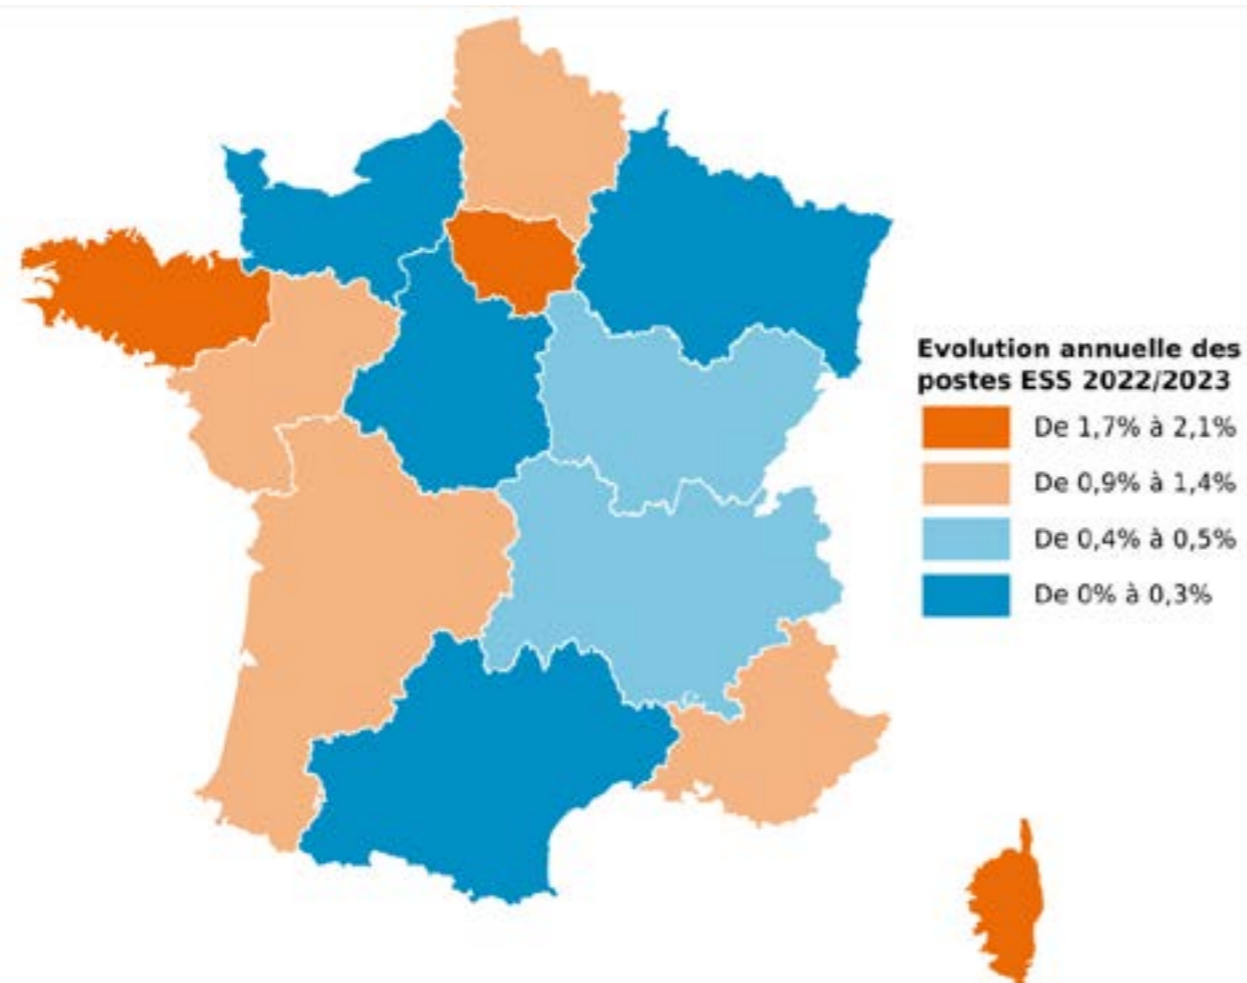 Evolution annuelle des
postes ESS 2022/2023
De 1,7% à 2,1%
De 0,9% à 1,4%
De 0,4% à 0,5%
De 0% à 0,3%